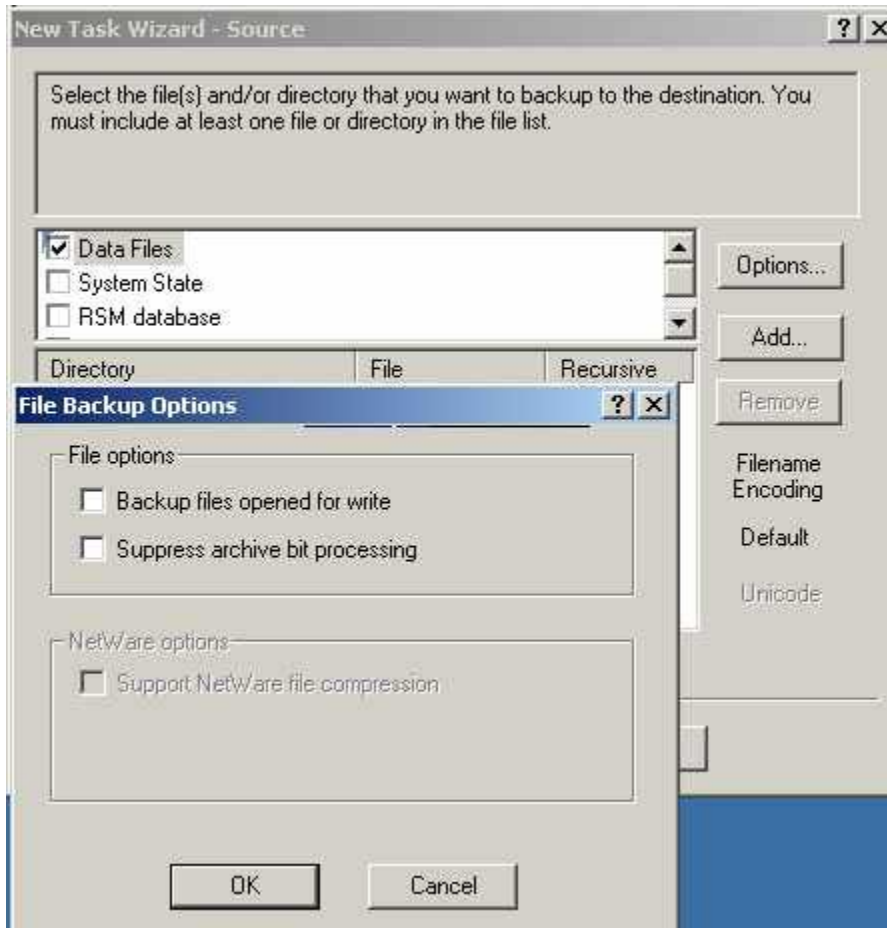 New Task Wizard - Source
Select the file(s) and/or directory that you want to backup to the destination. You
must include at least one file or directory in the file list.
Data Files
System State
RSM database
Options...
Add...
Remove
Directory File Recursive
Filename
Encoding
Default
Unicode
File Backup Options
File options
Backup files opened for write
Suppress archive bit processing
NetWare options
Support NetWare file compression
OK Cancel